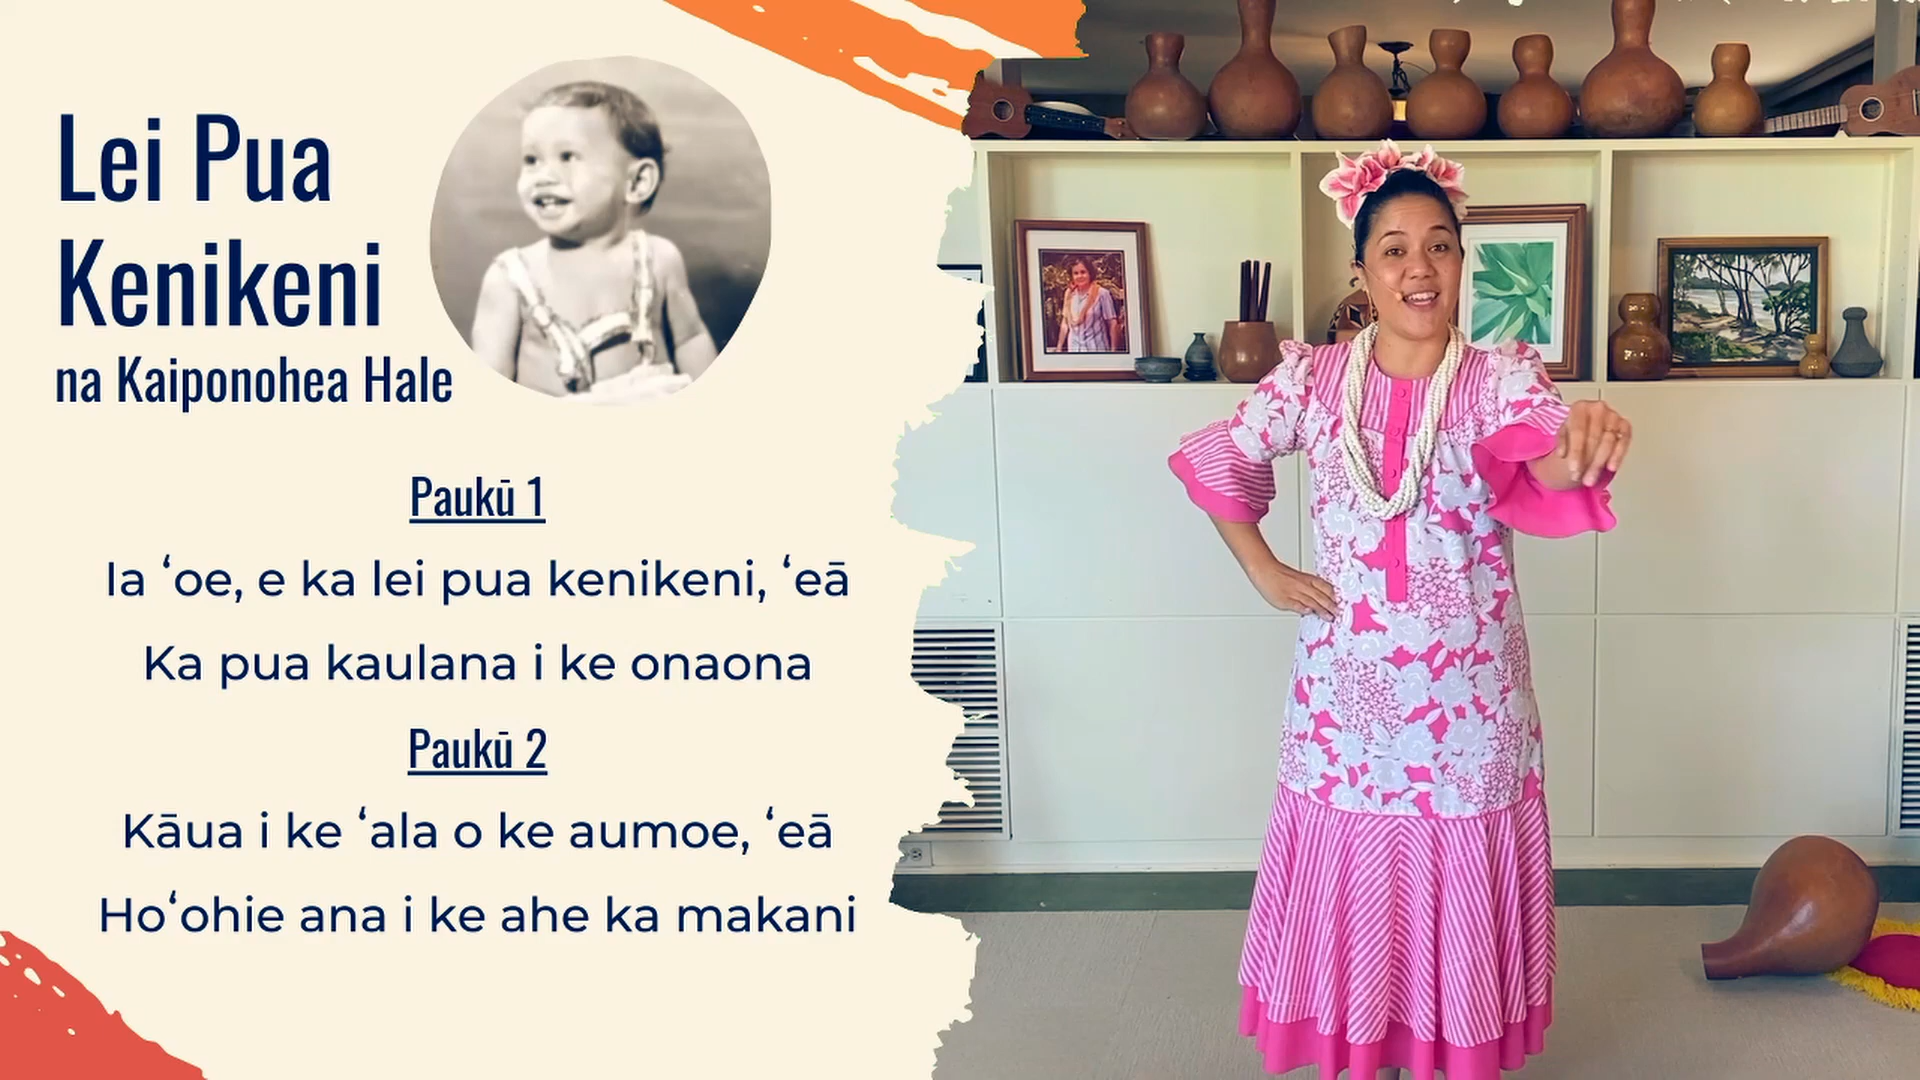 Lei Pua
Kenikeni
na Kaiponohea Hale
Paukū 1
Ia ʻoe, e ka lei pua kenikeni, ʻeā
Ka pua kaulana i ke onaona
Paukū 2
Kāua i ke ʻala o ke aumoe, ʻeā
Hoʻohie ana i ke ahe ka makani